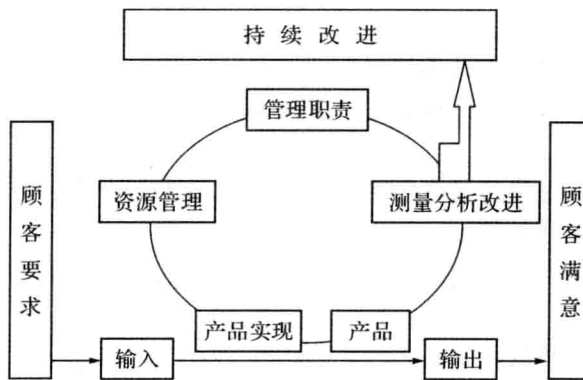 持续改进
管理职责
顾客要求
资源管理
测量分析改进
顾客满意
产品实现
产品
输入
输出